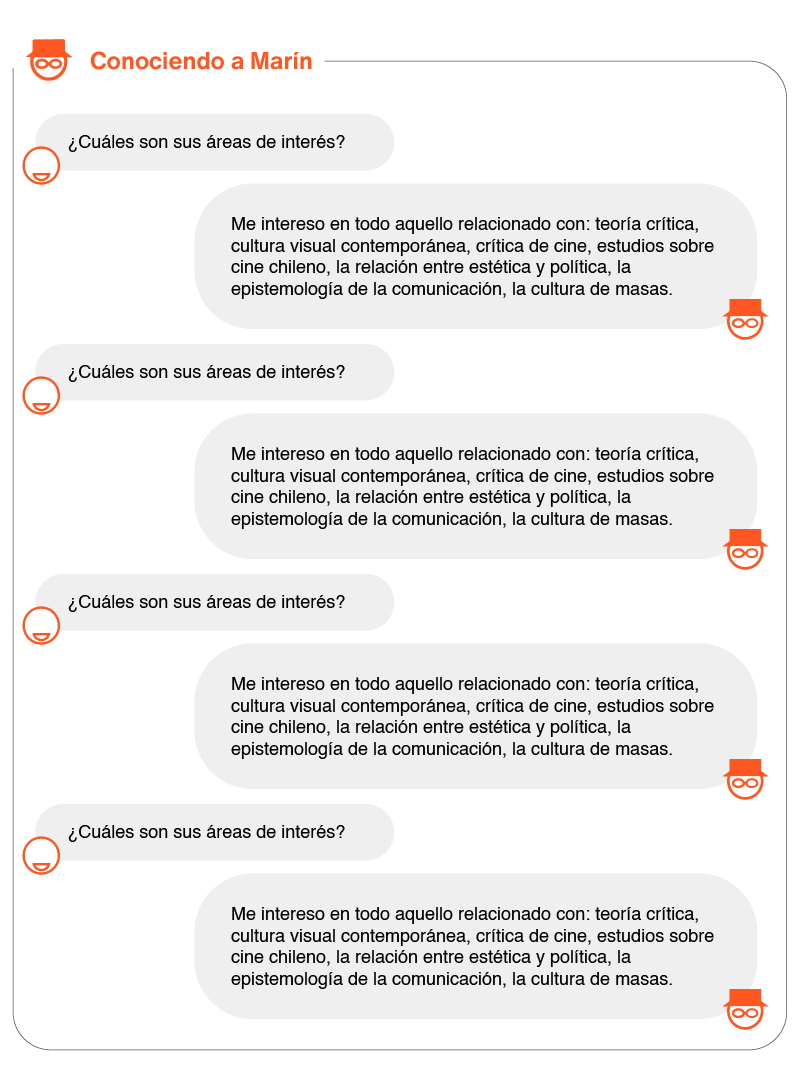 Conociendo a Marín
¿Cuáles son sus áreas de interés?
Me intereso en todo aquello relacionado con: teoría crítica,
cultura visual contemporánea, crítica de cine, estudios sobre
cine chileno, la relación entre estética y política, la
epistemología de la comunicación, la cultura de masas.
¿Cuáles son sus áreas de interés?
Me intereso en todo aquello relacionado con: teoría crítica,
cultura visual contemporánea, crítica de cine, estudios sobre
cine chileno, la relación entre estética y política, la
epistemología de la comunicación, la cultura de masas.
¿Cuáles son sus áreas de interés?
Me intereso en todo aquello relacionado con: teoría crítica,
cultura visual contemporánea, crítica de cine, estudios sobre
cine chileno, la relación entre estética y política, la
epistemología de la comunicación, la cultura de masas.
¿Cuáles son sus áreas de interés?
Me intereso en todo aquello relacionado con: teoría crítica,
cultura visual contemporánea, crítica de cine, estudios sobre
cine chileno, la relación entre estética y política, la
epistemología de la comunicación, la cultura de masas.